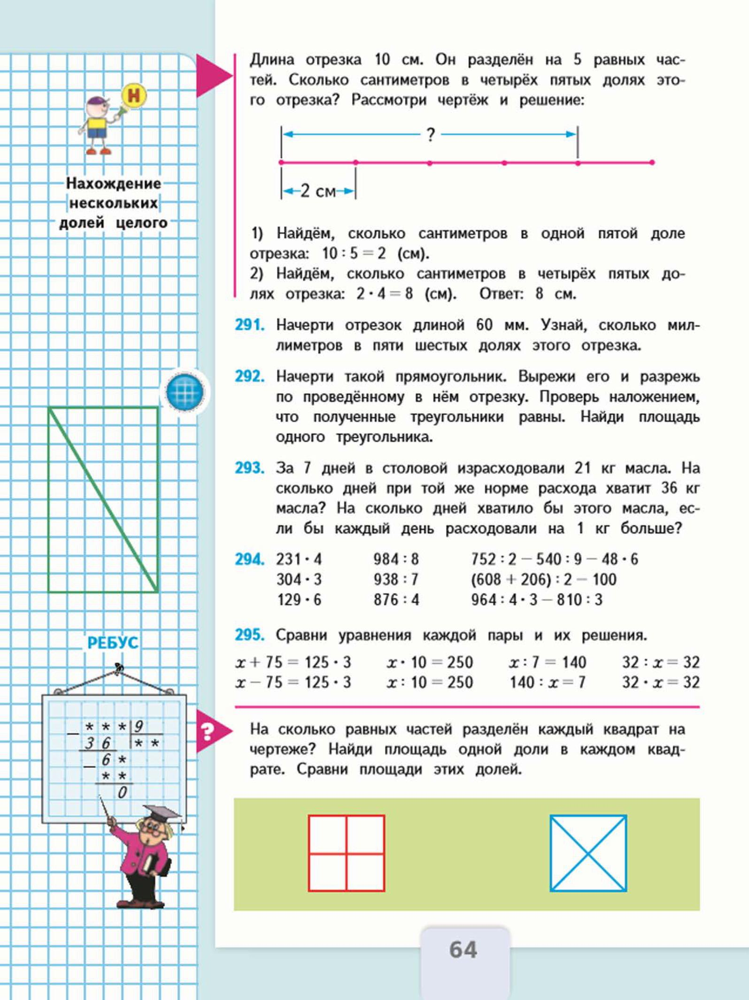 Длина отрезка 10 см. Он разделён на 5 равных час-
тей. Сколько сантиметров в четырёх пятых долях это-
го отрезка? Рассмотри чертёж и решение:
?
2 см
1) Найдём, сколько сантиметров в одной пятой доле
отрезка: 10 : 5 = 2 (см).
2) Найдём, сколько сантиметров в четырёх пятых до-
лях отрезка: 2 · 4 = 8 (см). Ответ: 8 см.
Н
Нахождение
нескольких
долей целого
291. Начерти отрезок длиной 60 мм. Узнай, сколько мил-
лиметров в пяти шестых долях этого отрезка.
292. Начерти такой прямоугольник. Вырежи его и разрежь
по проведённому в нём отрезку. Проверь наложением,
что полученные треугольники равны. Найди площадь
одного треугольника.
293. За 7 дней в столовой израсходовали 21 кг масла. На
сколько дней при той же норме расхода хватит 36 кг
масла? На сколько дней хватило бы этого масла, ес-
ли бы каждый день расходовали на 1 кг больше?
294. 231 · 4 984 : 8 752 : 2 − 540 : 9 − 48 · 6
304 · 3 938 : 7 (608 + 206) : 2 − 100
129 · 6 876 : 4 964 : 4 · 3 − 810 : 3
295. Сравни уравнения каждой пары и их решения.
x + 75 = 125 · 3 x · 10 = 250 x : 7 = 140 32 : x = 32
x − 75 = 125 · 3 x : 10 = 250 140 : x = 7 32 · x = 32
РЕБУС
− * * * | 9
3 6 | * *
− 6 *
* *
0
?
На сколько равных частей разделён каждый квадрат на
чертеже? Найди площадь одной доли в каждом квад-
рате. Сравни площади этих долей.
64